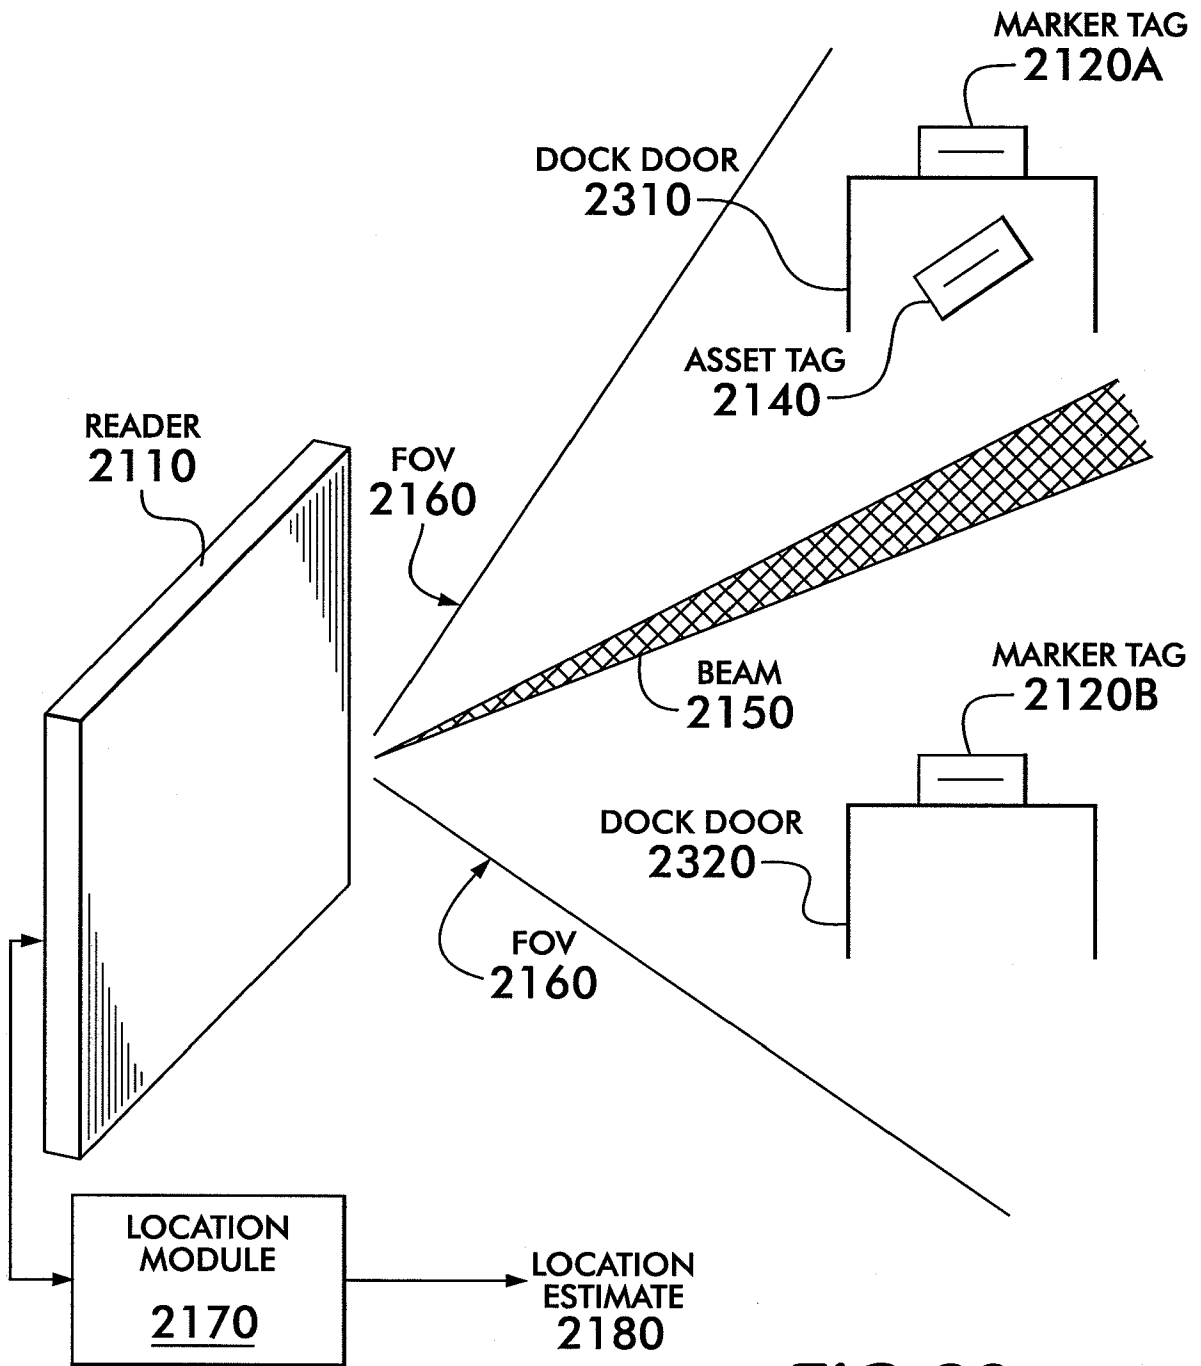 MARKER TAG
2120A
DOCK DOOR
2310
ASSET TAG
2140
READER
2110
FOV
2160
BEAM
2150
MARKER TAG
2120B
DOCK DOOR
2320
FOV
2160
LOCATION
MODULE
2170
LOCATION
ESTIMATE
2180